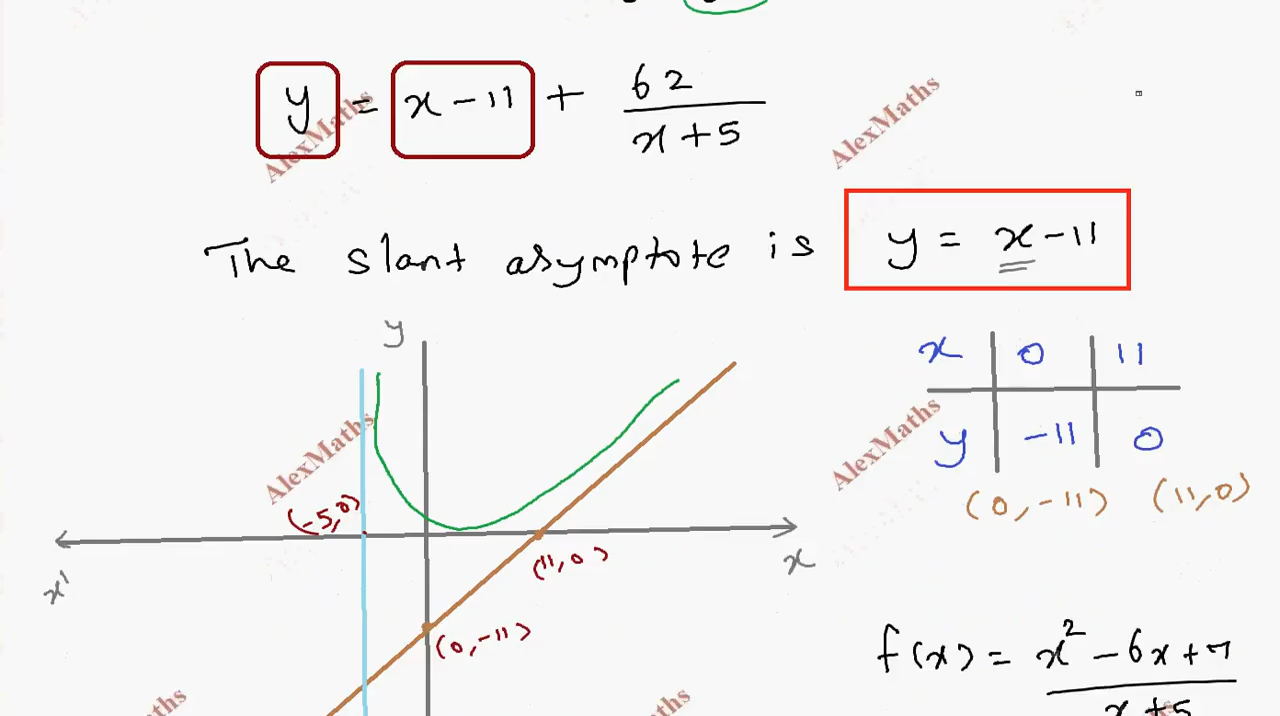 y = x - 11 + 62/(x + 5)
The slant asymptote is y = x - 11
y
x 0 11
y -11 0
(-5, 0)
(0, -11) (11, 0)
x' x
(11, 0)
(0, -11)
f(x) = x² - 6x + 7
x + 5
AlexMaths
AlexMaths
AlexMaths
AlexMaths